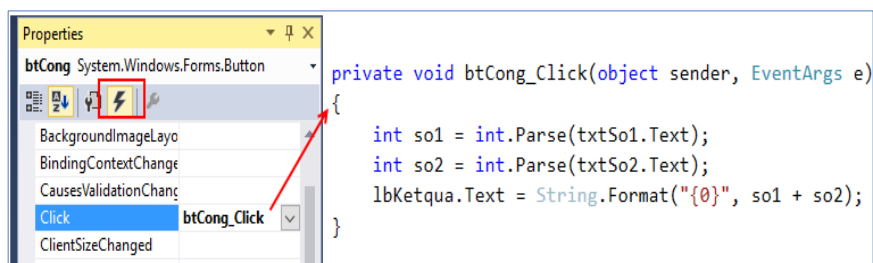 Properties
btCong System.Windows.Forms.Button
BackgroundImageLayo
BindingContextChange
CausesValidationChang
Click btCong_Click
ClientSizeChanged
private void btCong_Click(object sender, EventArgs e)
{
int so1 = int.Parse(txtSo1.Text);
int so2 = int.Parse(txtSo2.Text);
lbKetqua.Text = String.Format("{0}", so1 + so2);
}